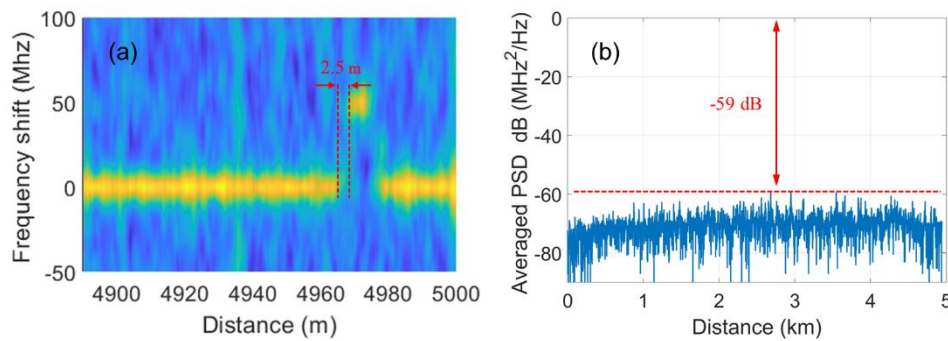 (a)
2.5 m
100
50
0
-50
Frequency shift (Mhz)
4900 4920 4940 4960 4980 5000
Distance (m)
(b)
-59 dB
0
-20
-40
-60
-80
Averaged PSD dB (MHz²/Hz)
0 1 2 3 4 5
Distance (km)